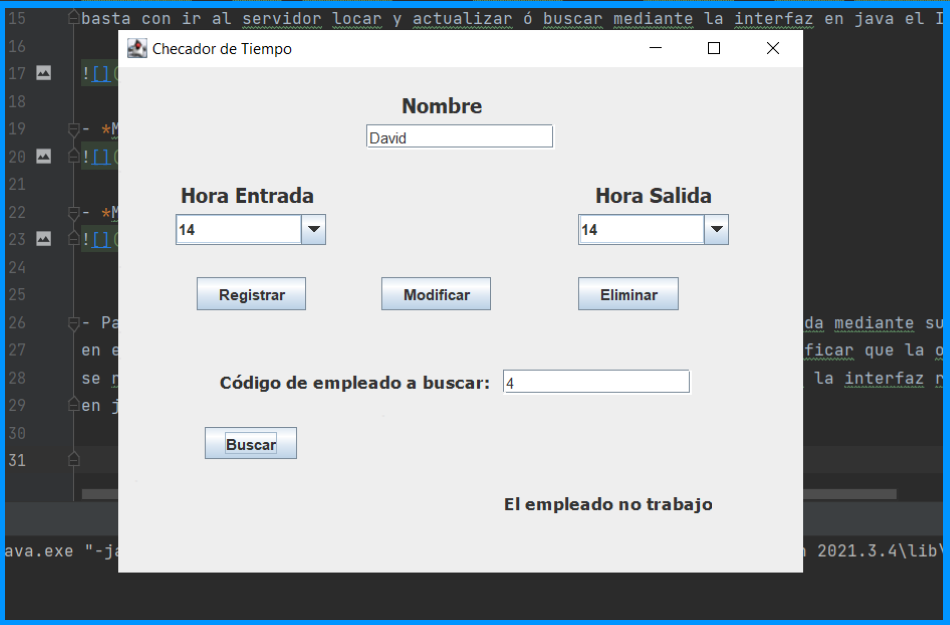 15 basta con ir al servidor locar y actualizar ó buscar mediante la interfaz en java el I
16
Checador de Tiempo
17 ![](
18
Nombre
19 - *M
David
20 ![](
21
Hora Entrada Hora Salida
22 - *M
14 14
23 ![](
24
25
Registrar Modificar Eliminar
26 - Pa da mediante su
27 en e ficar que la o
28 se la interfaz
Código de empleado a buscar: 4
29 en j
30
Buscar
31
El empleado no trabajo
ava.exe "-ja 2021.3.4\lib\